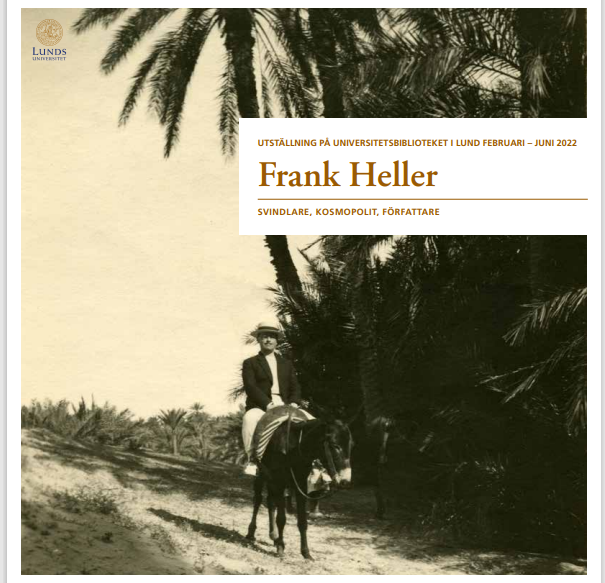 LUNDS
UNIVERSITET
UTSTÄLLNING PÅ UNIVERSITETSBIBLIOTEKET I LUND FEBRUARI – JUNI 2022
Frank Heller
SVINDLARE, KOSMOPOLIT, FÖRFATTARE